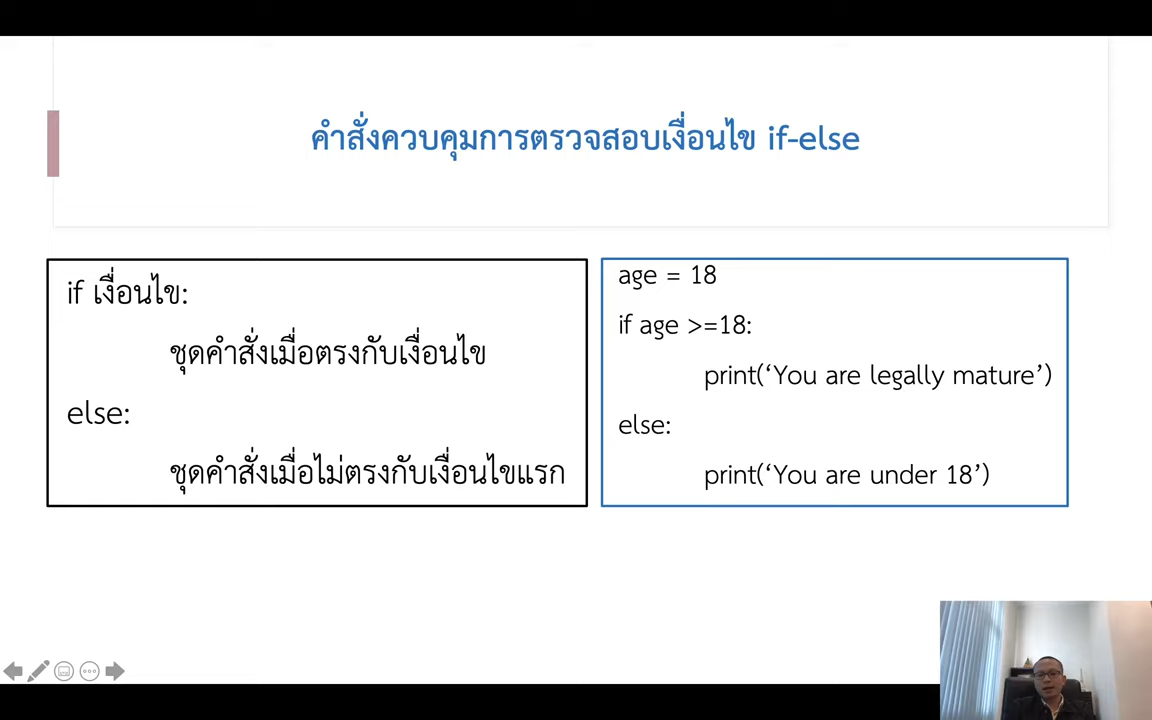 คำสั่งควบคุมการตรวจสอบเงื่อนไข if-else
if เงื่อนไข:
ชุดคำสั่งเมื่อตรงกับเงื่อนไข
else:
ชุดคำสั่งเมื่อไม่ตรงกับเงื่อนไขแรก
age = 18
if age >=18:
print(‘You are legally mature’)
else:
print(‘You are under 18’)